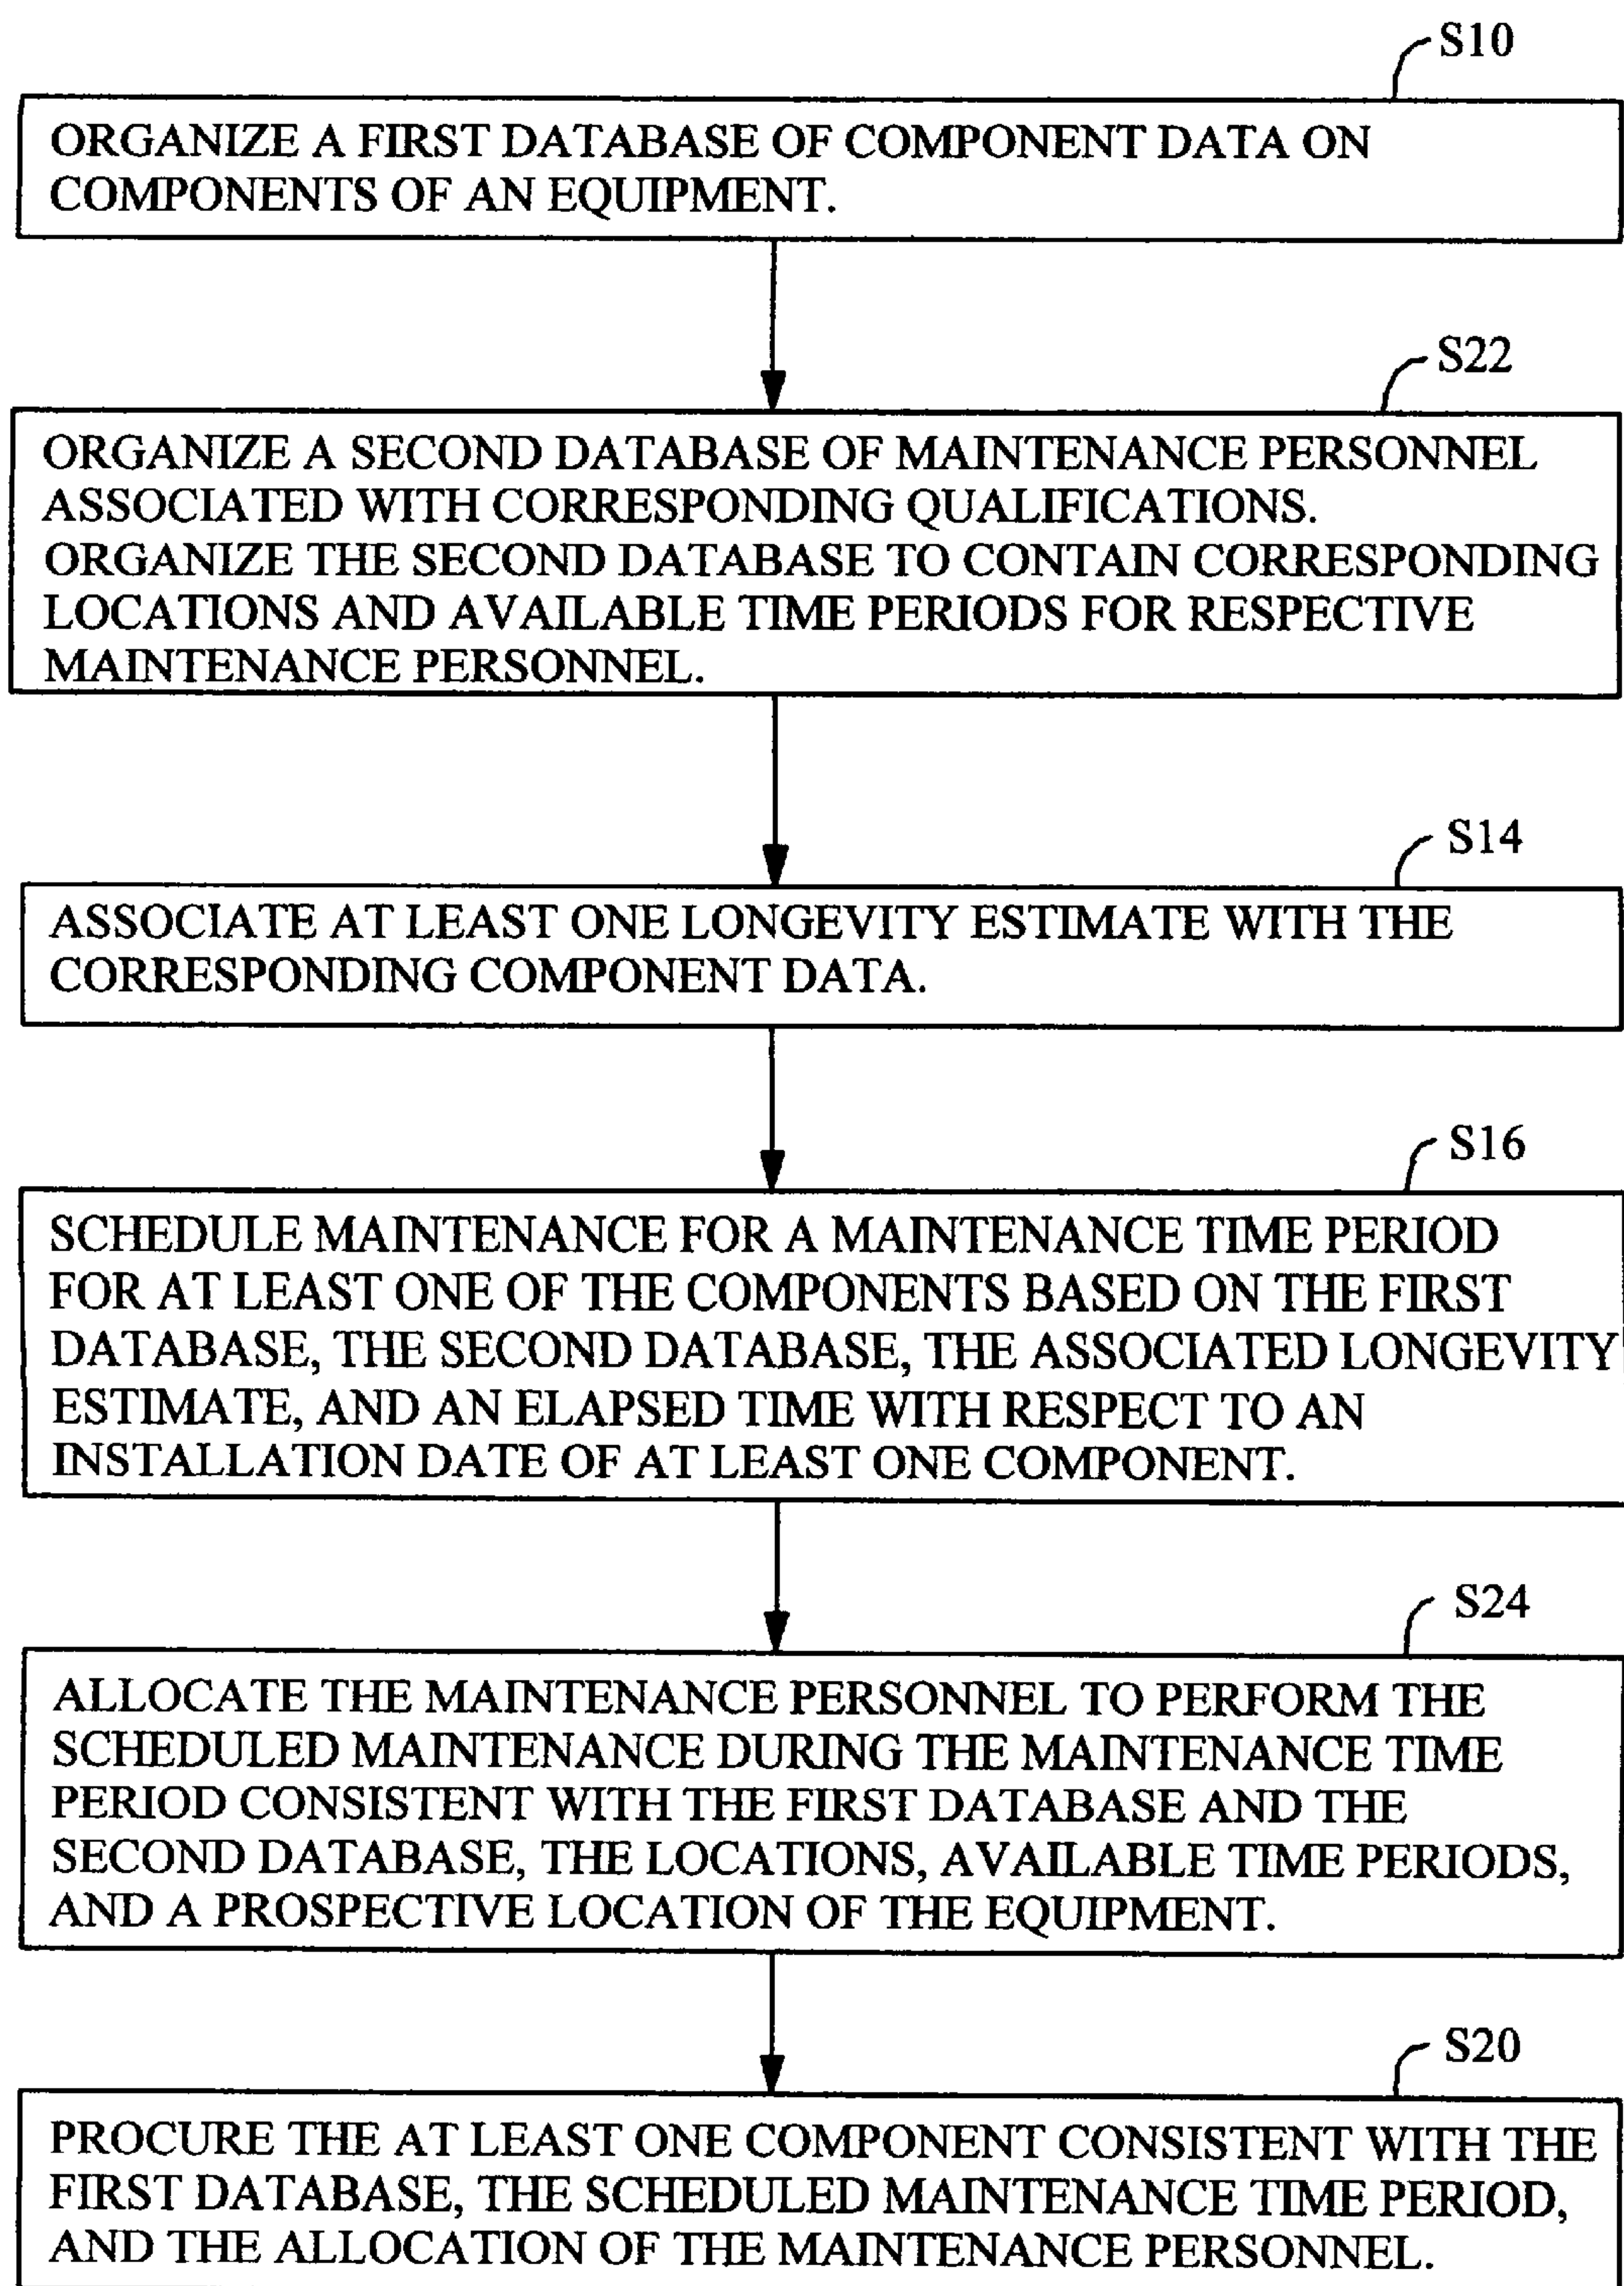 S10
ORGANIZE A FIRST DATABASE OF COMPONENT DATA ON
COMPONENTS OF AN EQUIPMENT.
S22
ORGANIZE A SECOND DATABASE OF MAINTENANCE PERSONNEL
ASSOCIATED WITH CORRESPONDING QUALIFICATIONS.
ORGANIZE THE SECOND DATABASE TO CONTAIN CORRESPONDING
LOCATIONS AND AVAILABLE TIME PERIODS FOR RESPECTIVE
MAINTENANCE PERSONNEL.
S14
ASSOCIATE AT LEAST ONE LONGEVITY ESTIMATE WITH THE
CORRESPONDING COMPONENT DATA.
S16
SCHEDULE MAINTENANCE FOR A MAINTENANCE TIME PERIOD
FOR AT LEAST ONE OF THE COMPONENTS BASED ON THE FIRST
DATABASE, THE SECOND DATABASE, THE ASSOCIATED LONGEVITY
ESTIMATE, AND AN ELAPSED TIME WITH RESPECT TO AN
INSTALLATION DATE OF AT LEAST ONE COMPONENT.
S24
ALLOCATE THE MAINTENANCE PERSONNEL TO PERFORM THE
SCHEDULED MAINTENANCE DURING THE MAINTENANCE TIME
PERIOD CONSISTENT WITH THE FIRST DATABASE AND THE
SECOND DATABASE, THE LOCATIONS, AVAILABLE TIME PERIODS,
AND A PROSPECTIVE LOCATION OF THE EQUIPMENT.
S20
PROCURE THE AT LEAST ONE COMPONENT CONSISTENT WITH THE
FIRST DATABASE, THE SCHEDULED MAINTENANCE TIME PERIOD,
AND THE ALLOCATION OF THE MAINTENANCE PERSONNEL.